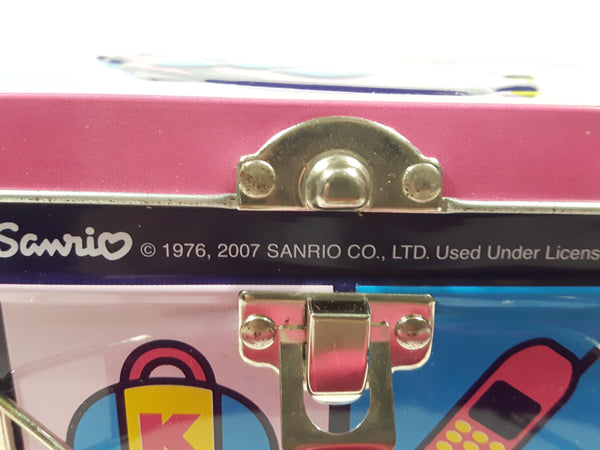 Sanrio © 1976, 2007 SANRIO CO., LTD. Used Under Licens
K